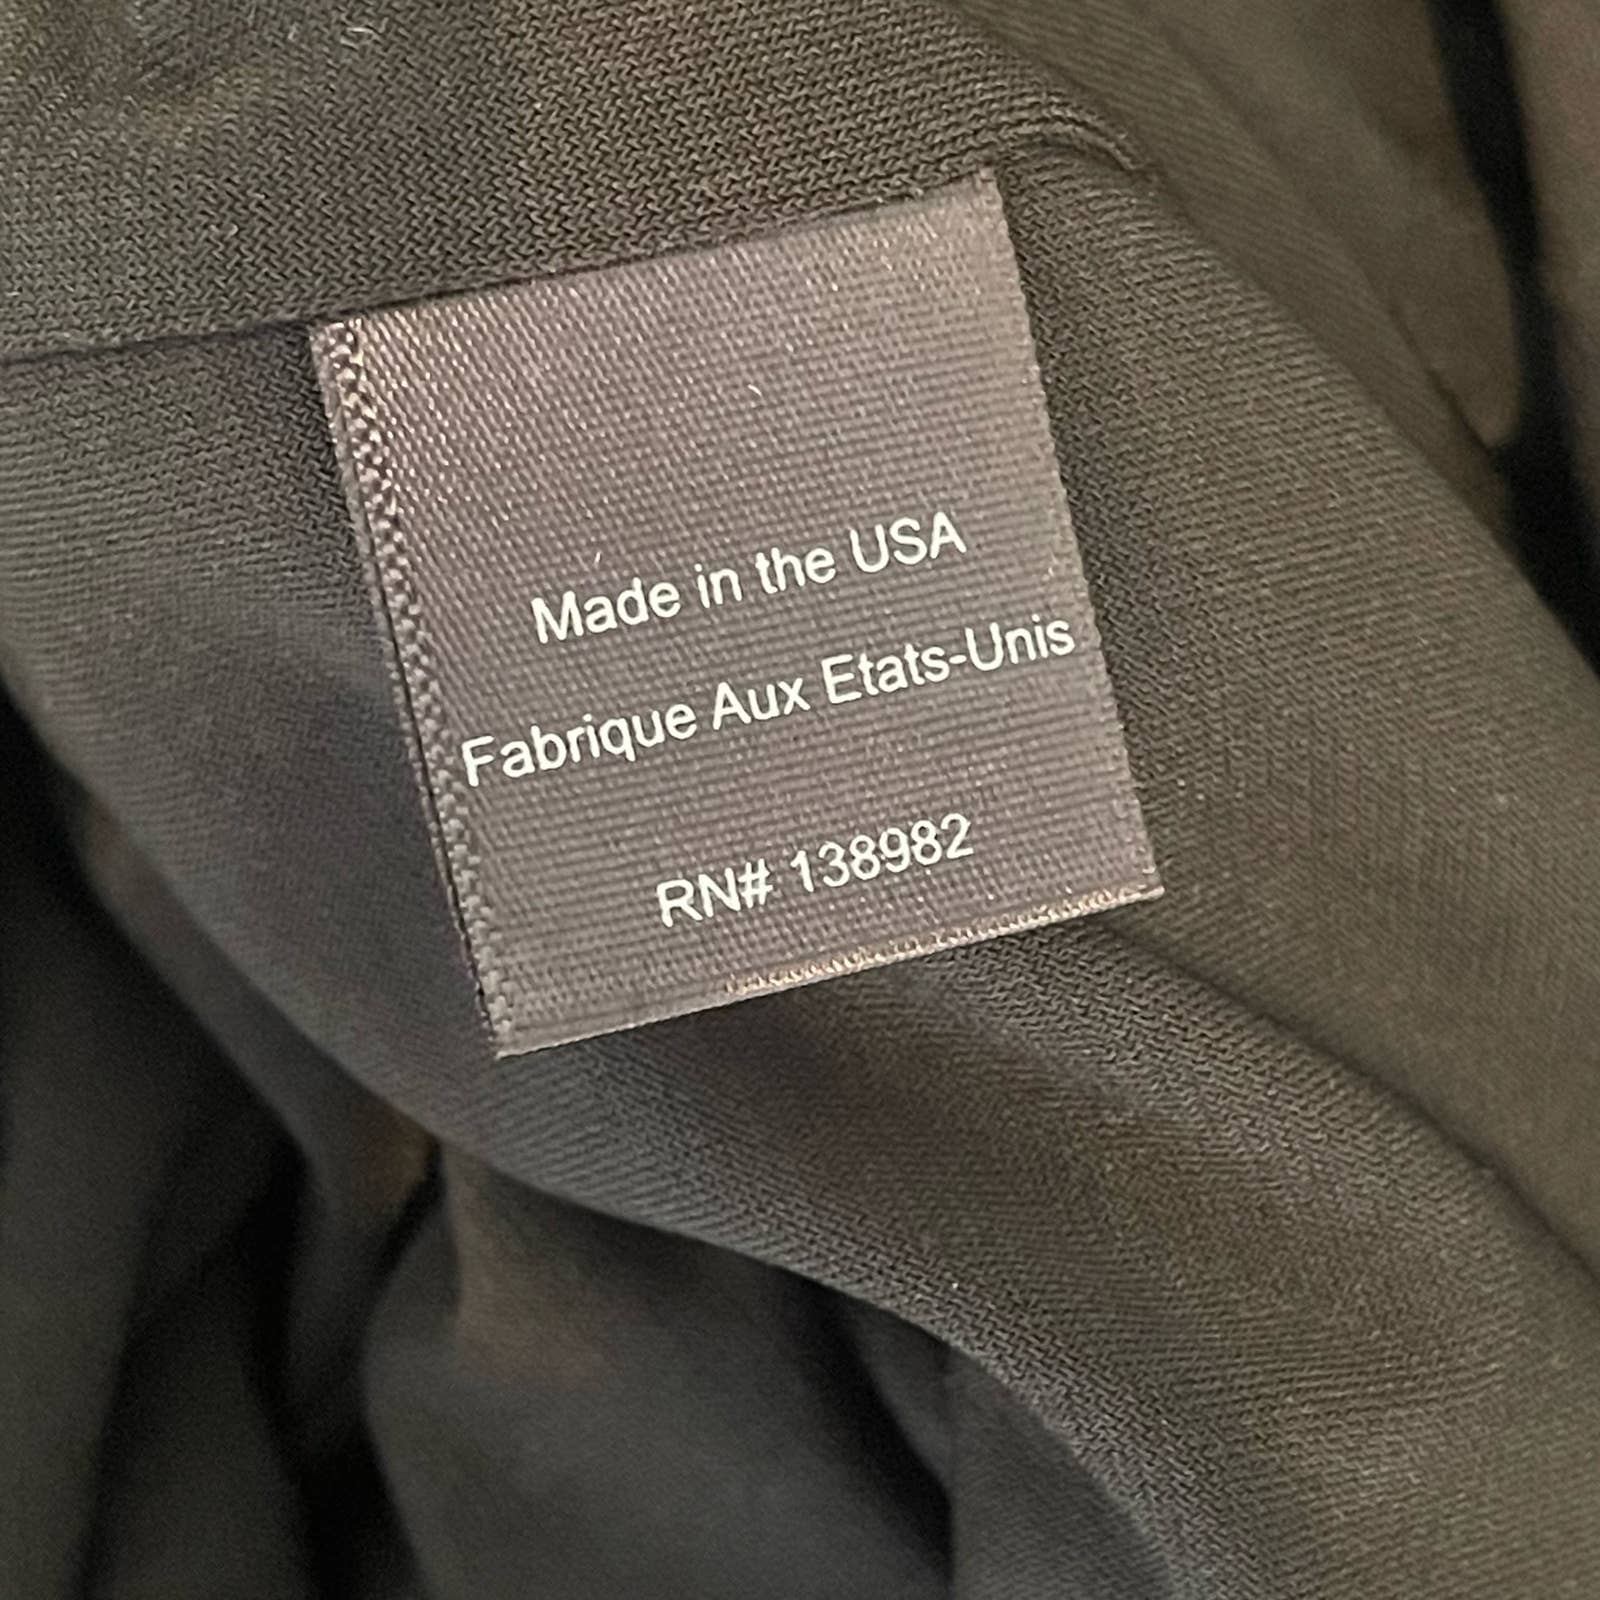 Made in the USA
Fabrique Aux Etats-Unis
RN# 138982